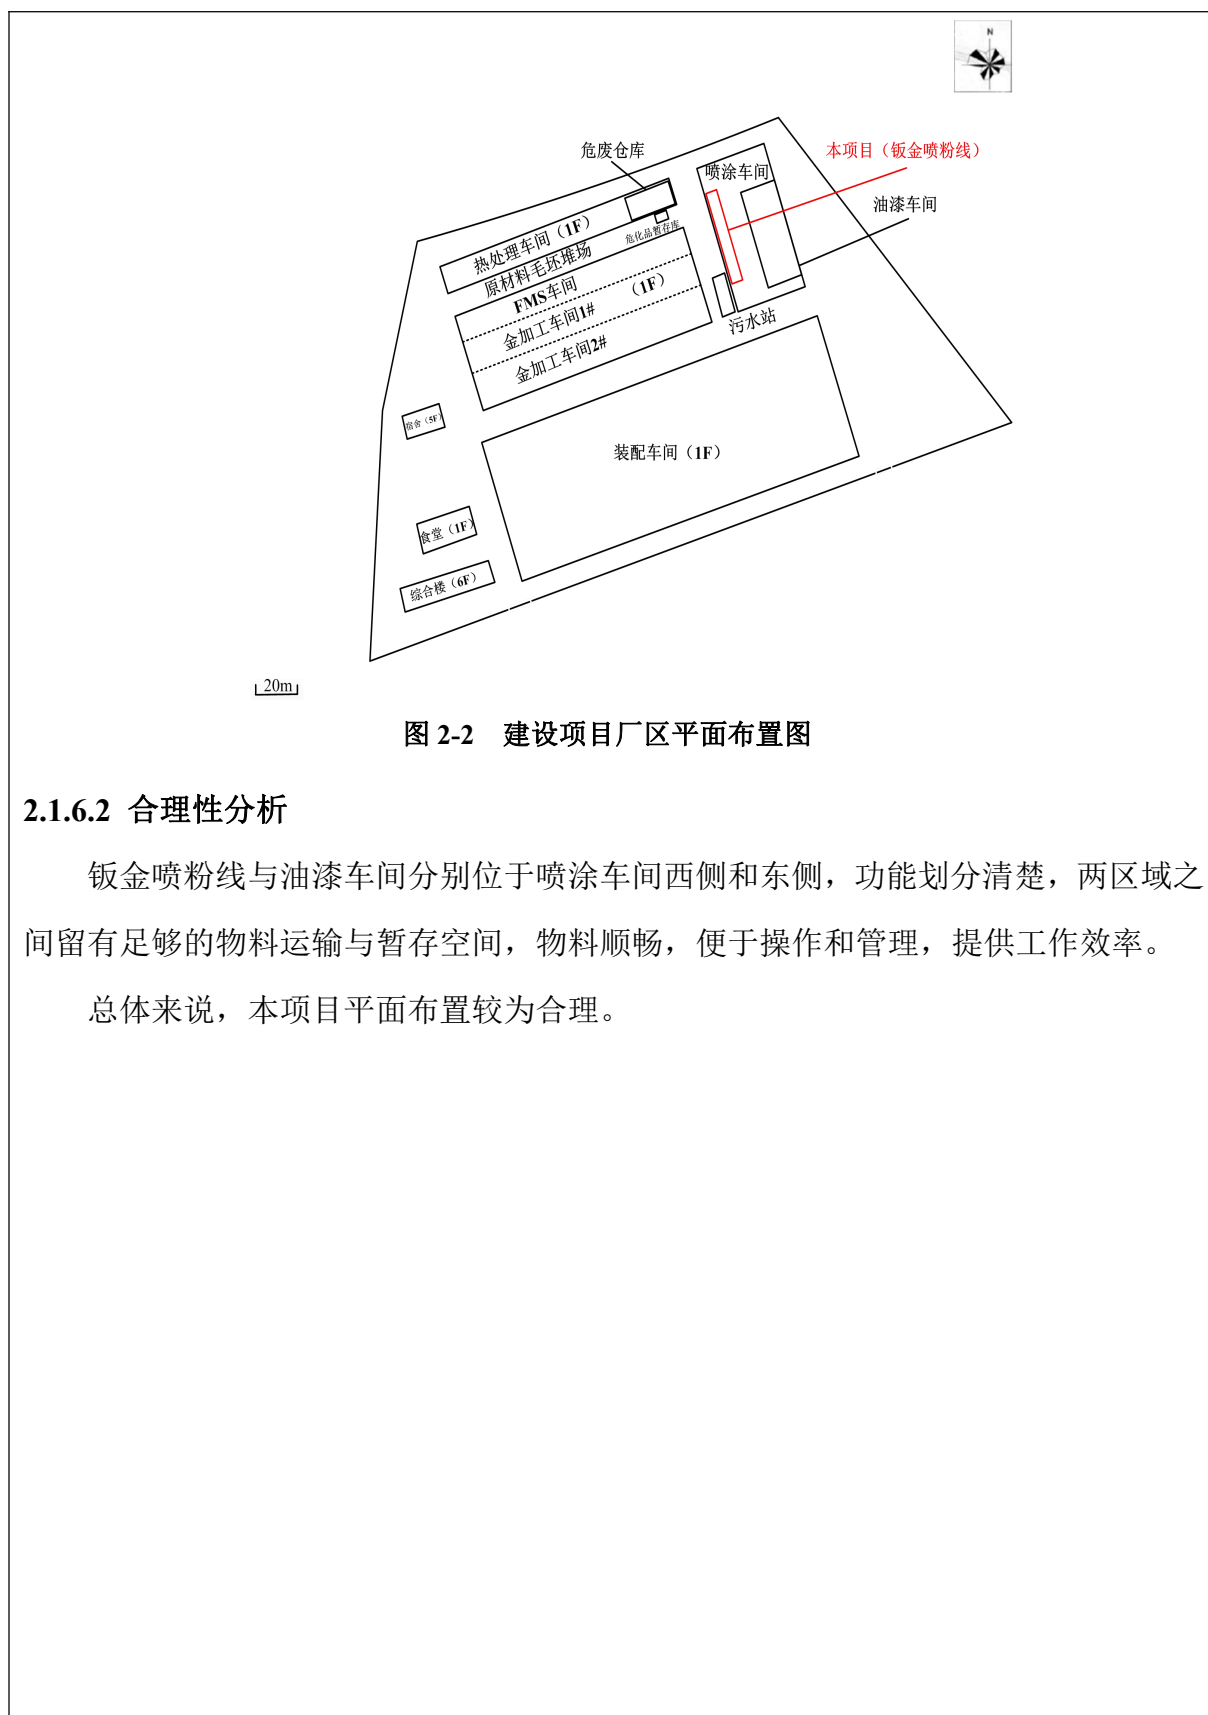 N
危废仓库
本项目（钣金喷粉线）
喷涂车间
油漆车间
热处理车间（1F）
危化品暂存库
原材料毛坯堆场
FMS车间
（1F）
金加工车间1#
金加工车间2#
污水站
宿舍（5F）
装配车间（1F）
食堂（1F）
综合楼（6F）
20m
图 2-2 建设项目厂区平面布置图
2.1.6.2 合理性分析
钣金喷粉线与油漆车间分别位于喷涂车间西侧和东侧，功能划分清楚，两区域之
间留有足够的物料运输与暂存空间，物料顺畅，便于操作和管理，提供工作效率。
总体来说，本项目平面布置较为合理。